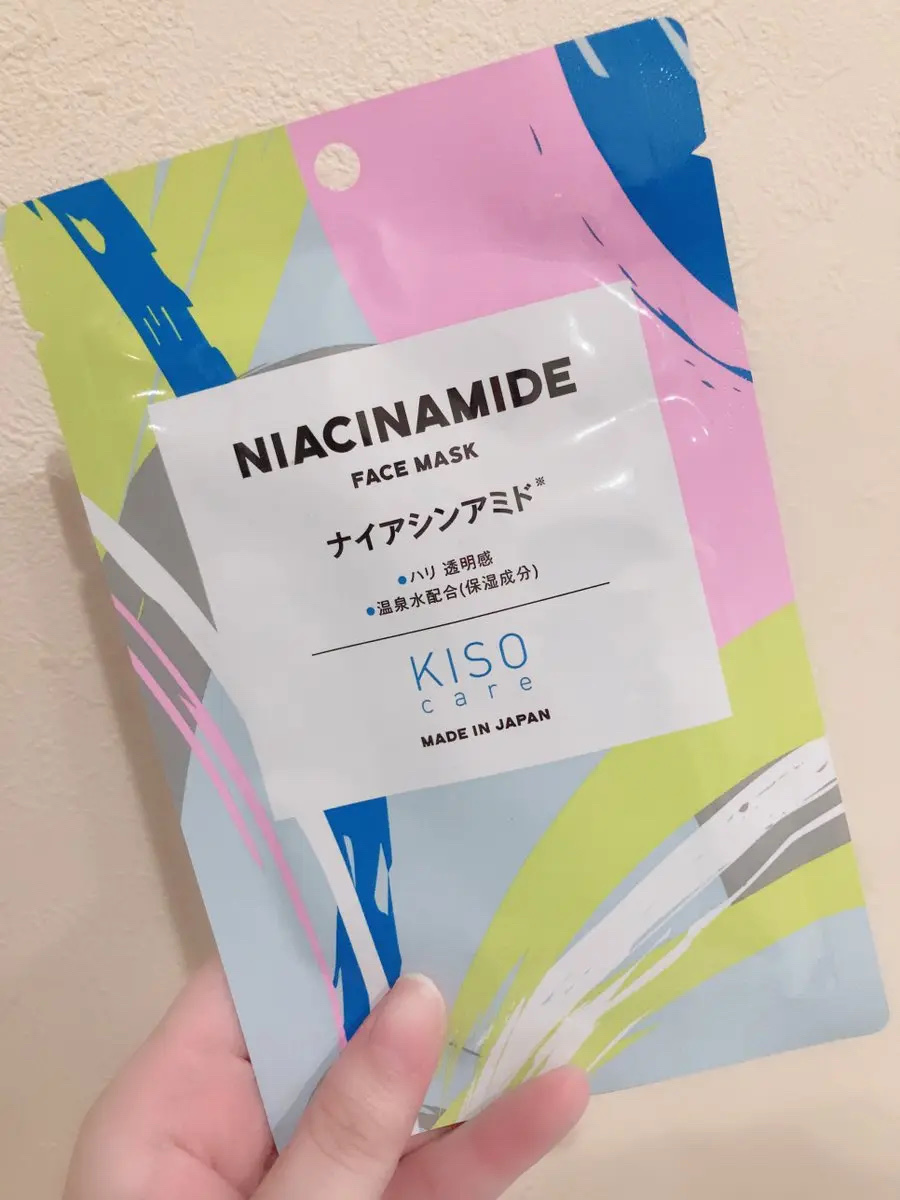 NIACINAMIDE
FACE MASK
ナイアシンアミド※
●ハリ 透明感
●温泉水配合(保湿成分)
KISO
care
MADE IN JAPAN